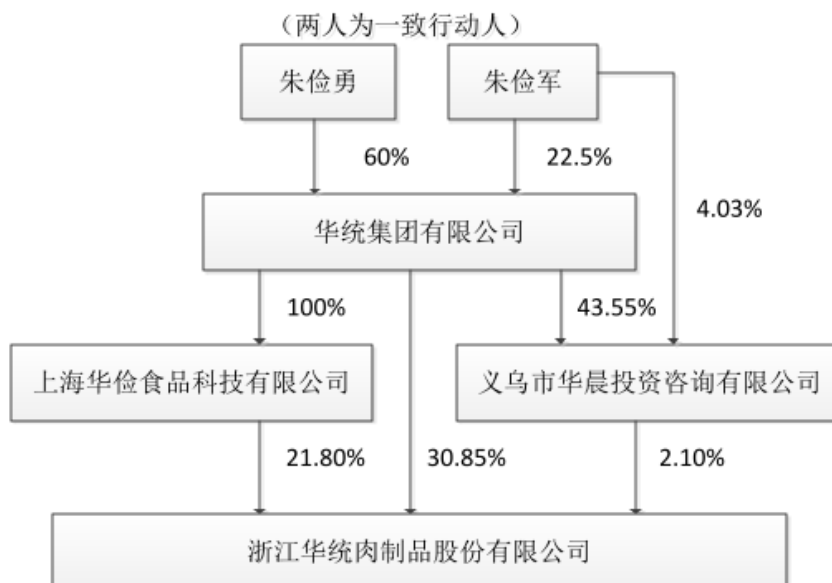 （两人为一致行动人）
朱俭勇
朱俭军
60%
22.5%
4.03%
华统集团有限公司
100%
43.55%
上海华俭食品科技有限公司
义乌市华晨投资咨询有限公司
21.80%
30.85%
2.10%
浙江华统肉制品股份有限公司